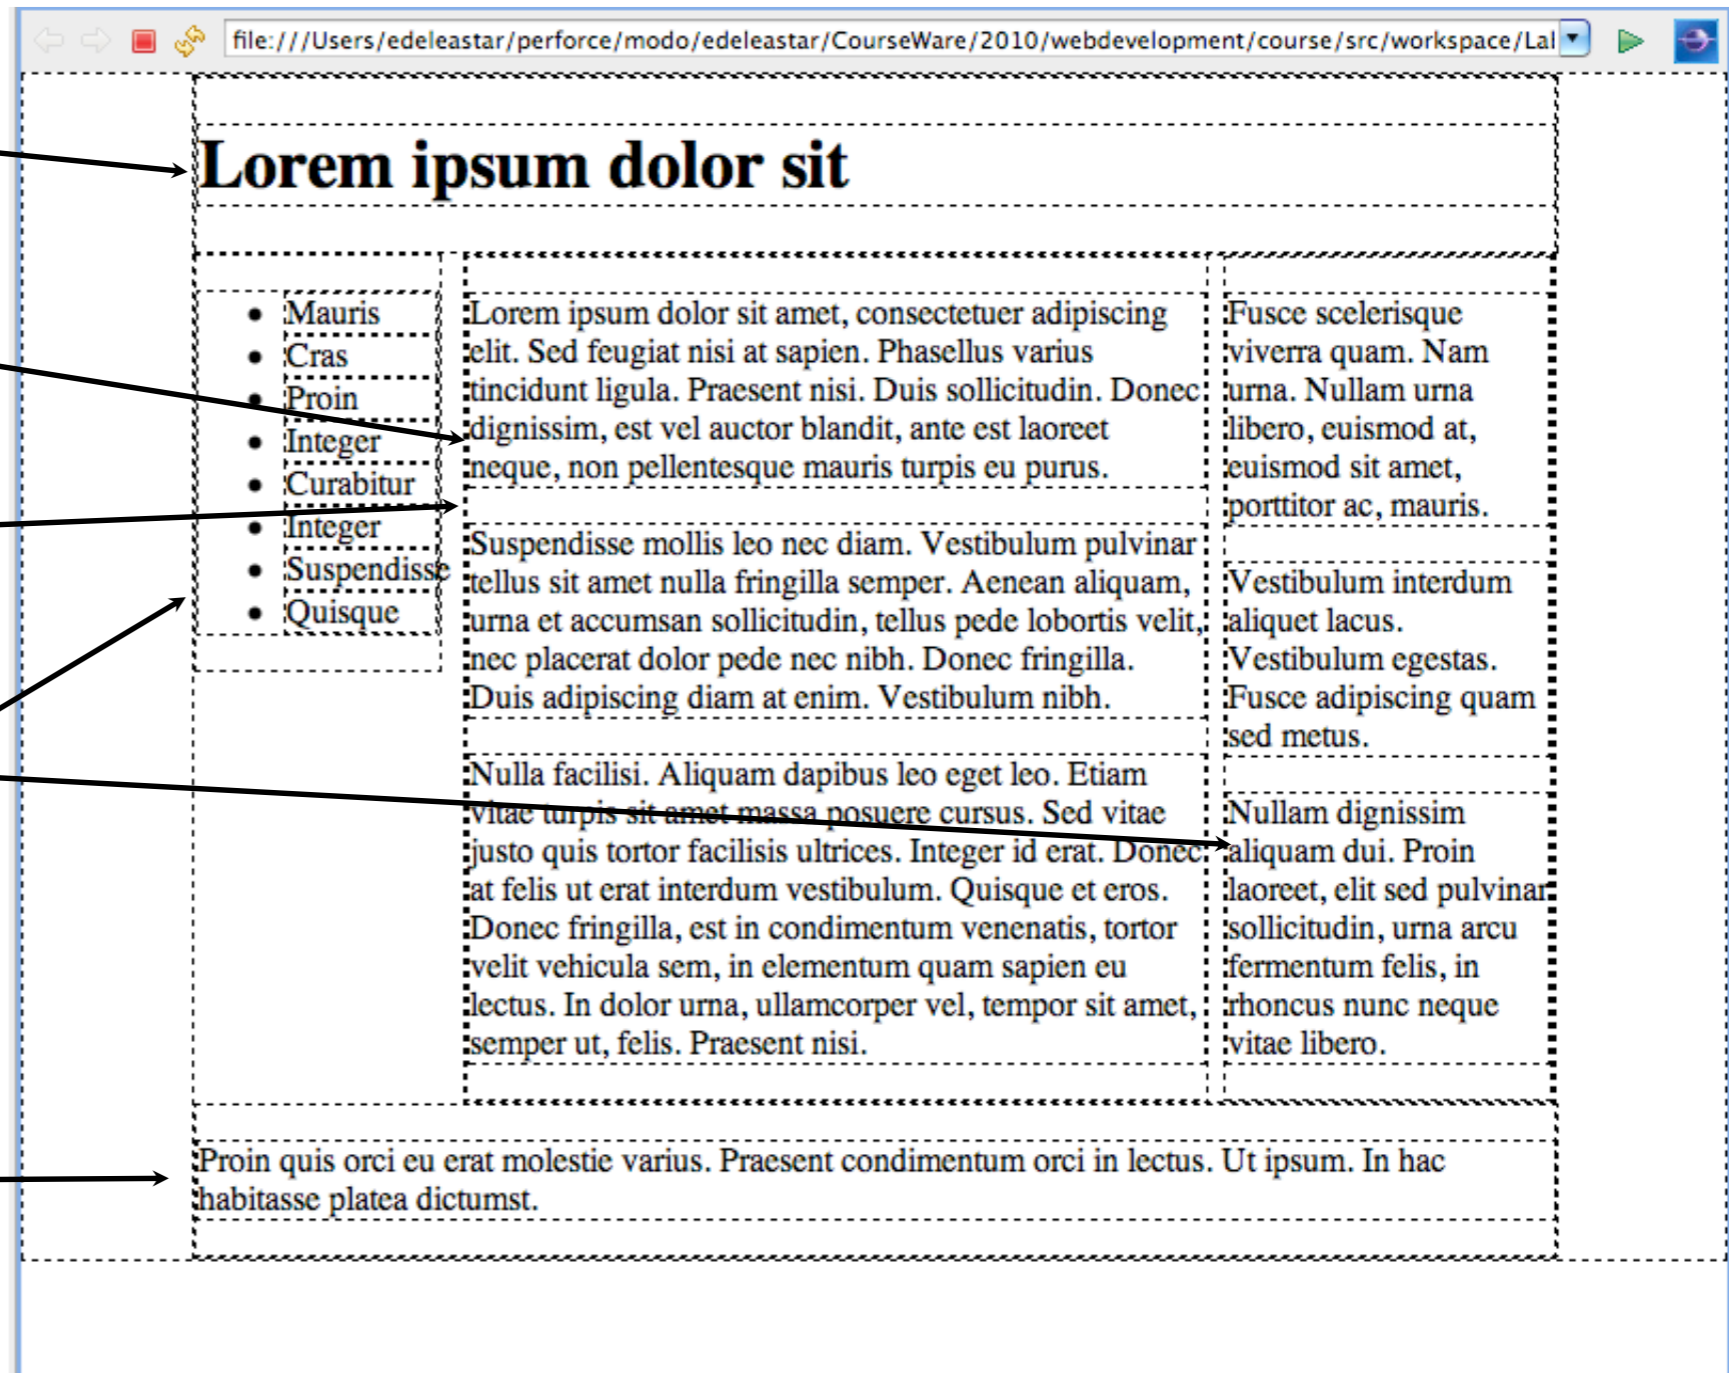 file:///Users/edeleastar/perforce/modo/edeleastar/CourseWare/2010/webdevelopment/course/src/workspace/Lal
Lorem ipsum dolor sit
Mauris
Cras
Proin
Integer
Curabitur
Integer
Suspendisse
Quisque
Lorem ipsum dolor sit amet, consectetuer adipiscing
elit. Sed feugiat nisi at sapien. Phasellus varius
tincidunt ligula. Praesent nisi. Duis sollicitudin. Donec
dignissim, est vel auctor blandit, ante est laoreet
neque, non pellentesque mauris turpis eu purus.
Suspendisse mollis leo nec diam. Vestibulum pulvinar
tellus sit amet nulla fringilla semper. Aenean aliquam,
urna et accumsan sollicitudin, tellus pede lobortis velit,
nec placerat dolor pede nec nibh. Donec fringilla.
Duis adipiscing diam at enim. Vestibulum nibh.
Nulla facilisi. Aliquam dapibus leo eget leo. Etiam
vitae turpis sit amet massa posuere cursus. Sed vitae
justo quis tortor facilisis ultrices. Integer id erat. Donec
at felis ut erat interdum vestibulum. Quisque et eros.
Donec fringilla, est in condimentum venenatis, tortor
velit vehicula sem, in elementum quam sapien eu
lectus. In dolor urna, ullamcorper vel, tempor sit amet,
semper ut, felis. Praesent nisi.
Fusce scelerisque
viverra quam. Nam
urna. Nullam urna
libero, euismod at,
euismod sit amet,
porttitor ac, mauris.
Vestibulum interdum
aliquet lacus.
Vestibulum egestas.
Fusce adipiscing quam
sed metus.
Nullam dignissim
aliquam dui. Proin
laoreet, elit sed pulvinar
sollicitudin, urna arcu
fermentum felis, in
rhoncus nunc neque
vitae libero.
Proin quis orci eu erat molestie varius. Praesent condimentum orci in lectus. Ut ipsum. In hac
habitasse platea dictumst.